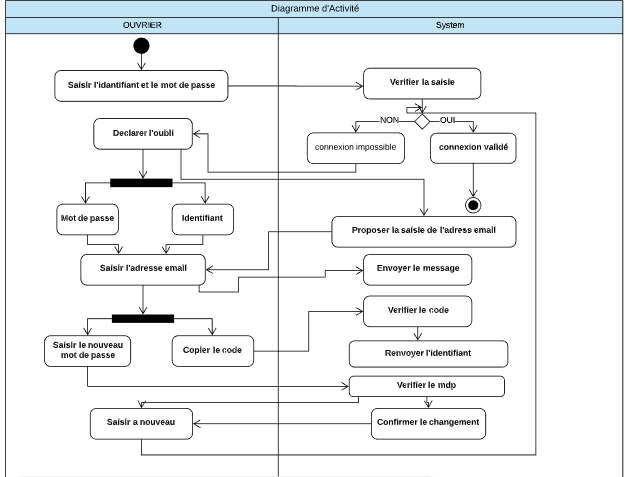 Diagramme d'Activité
OUVRIER
System
Saisir l'idantifiant et le mot de passe
Verifier la saisie
NON
OUI
Declarer l'oubli
connexion impossible
connexion validé
Mot de passe
Identifiant
Proposer la saisie de l'adress email
Saisir l'adresse email
Envoyer le message
Verifier le code
Saisir le nouveau
mot de passe
Copier le code
Renvoyer l'identifiant
Verifier le mdp
Saisir a nouveau
Confirmer le changement